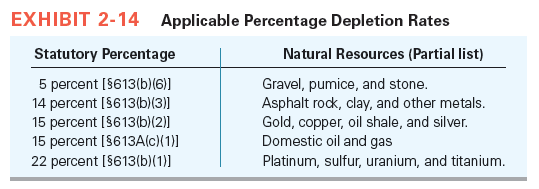 EXHIBIT 2-14 Applicable Percentage Depletion Rates
Statutory Percentage Natural Resources (Partial list)
5 percent [§613(b)(6)] Gravel, pumice, and stone.
14 percent [§613(b)(3)] Asphalt rock, clay, and other metals.
15 percent [§613(b)(2)] Gold, copper, oil shale, and silver.
15 percent [§613A(c)(1)] Domestic oil and gas
22 percent [§613(b)(1)] Platinum, sulfur, uranium, and titanium.